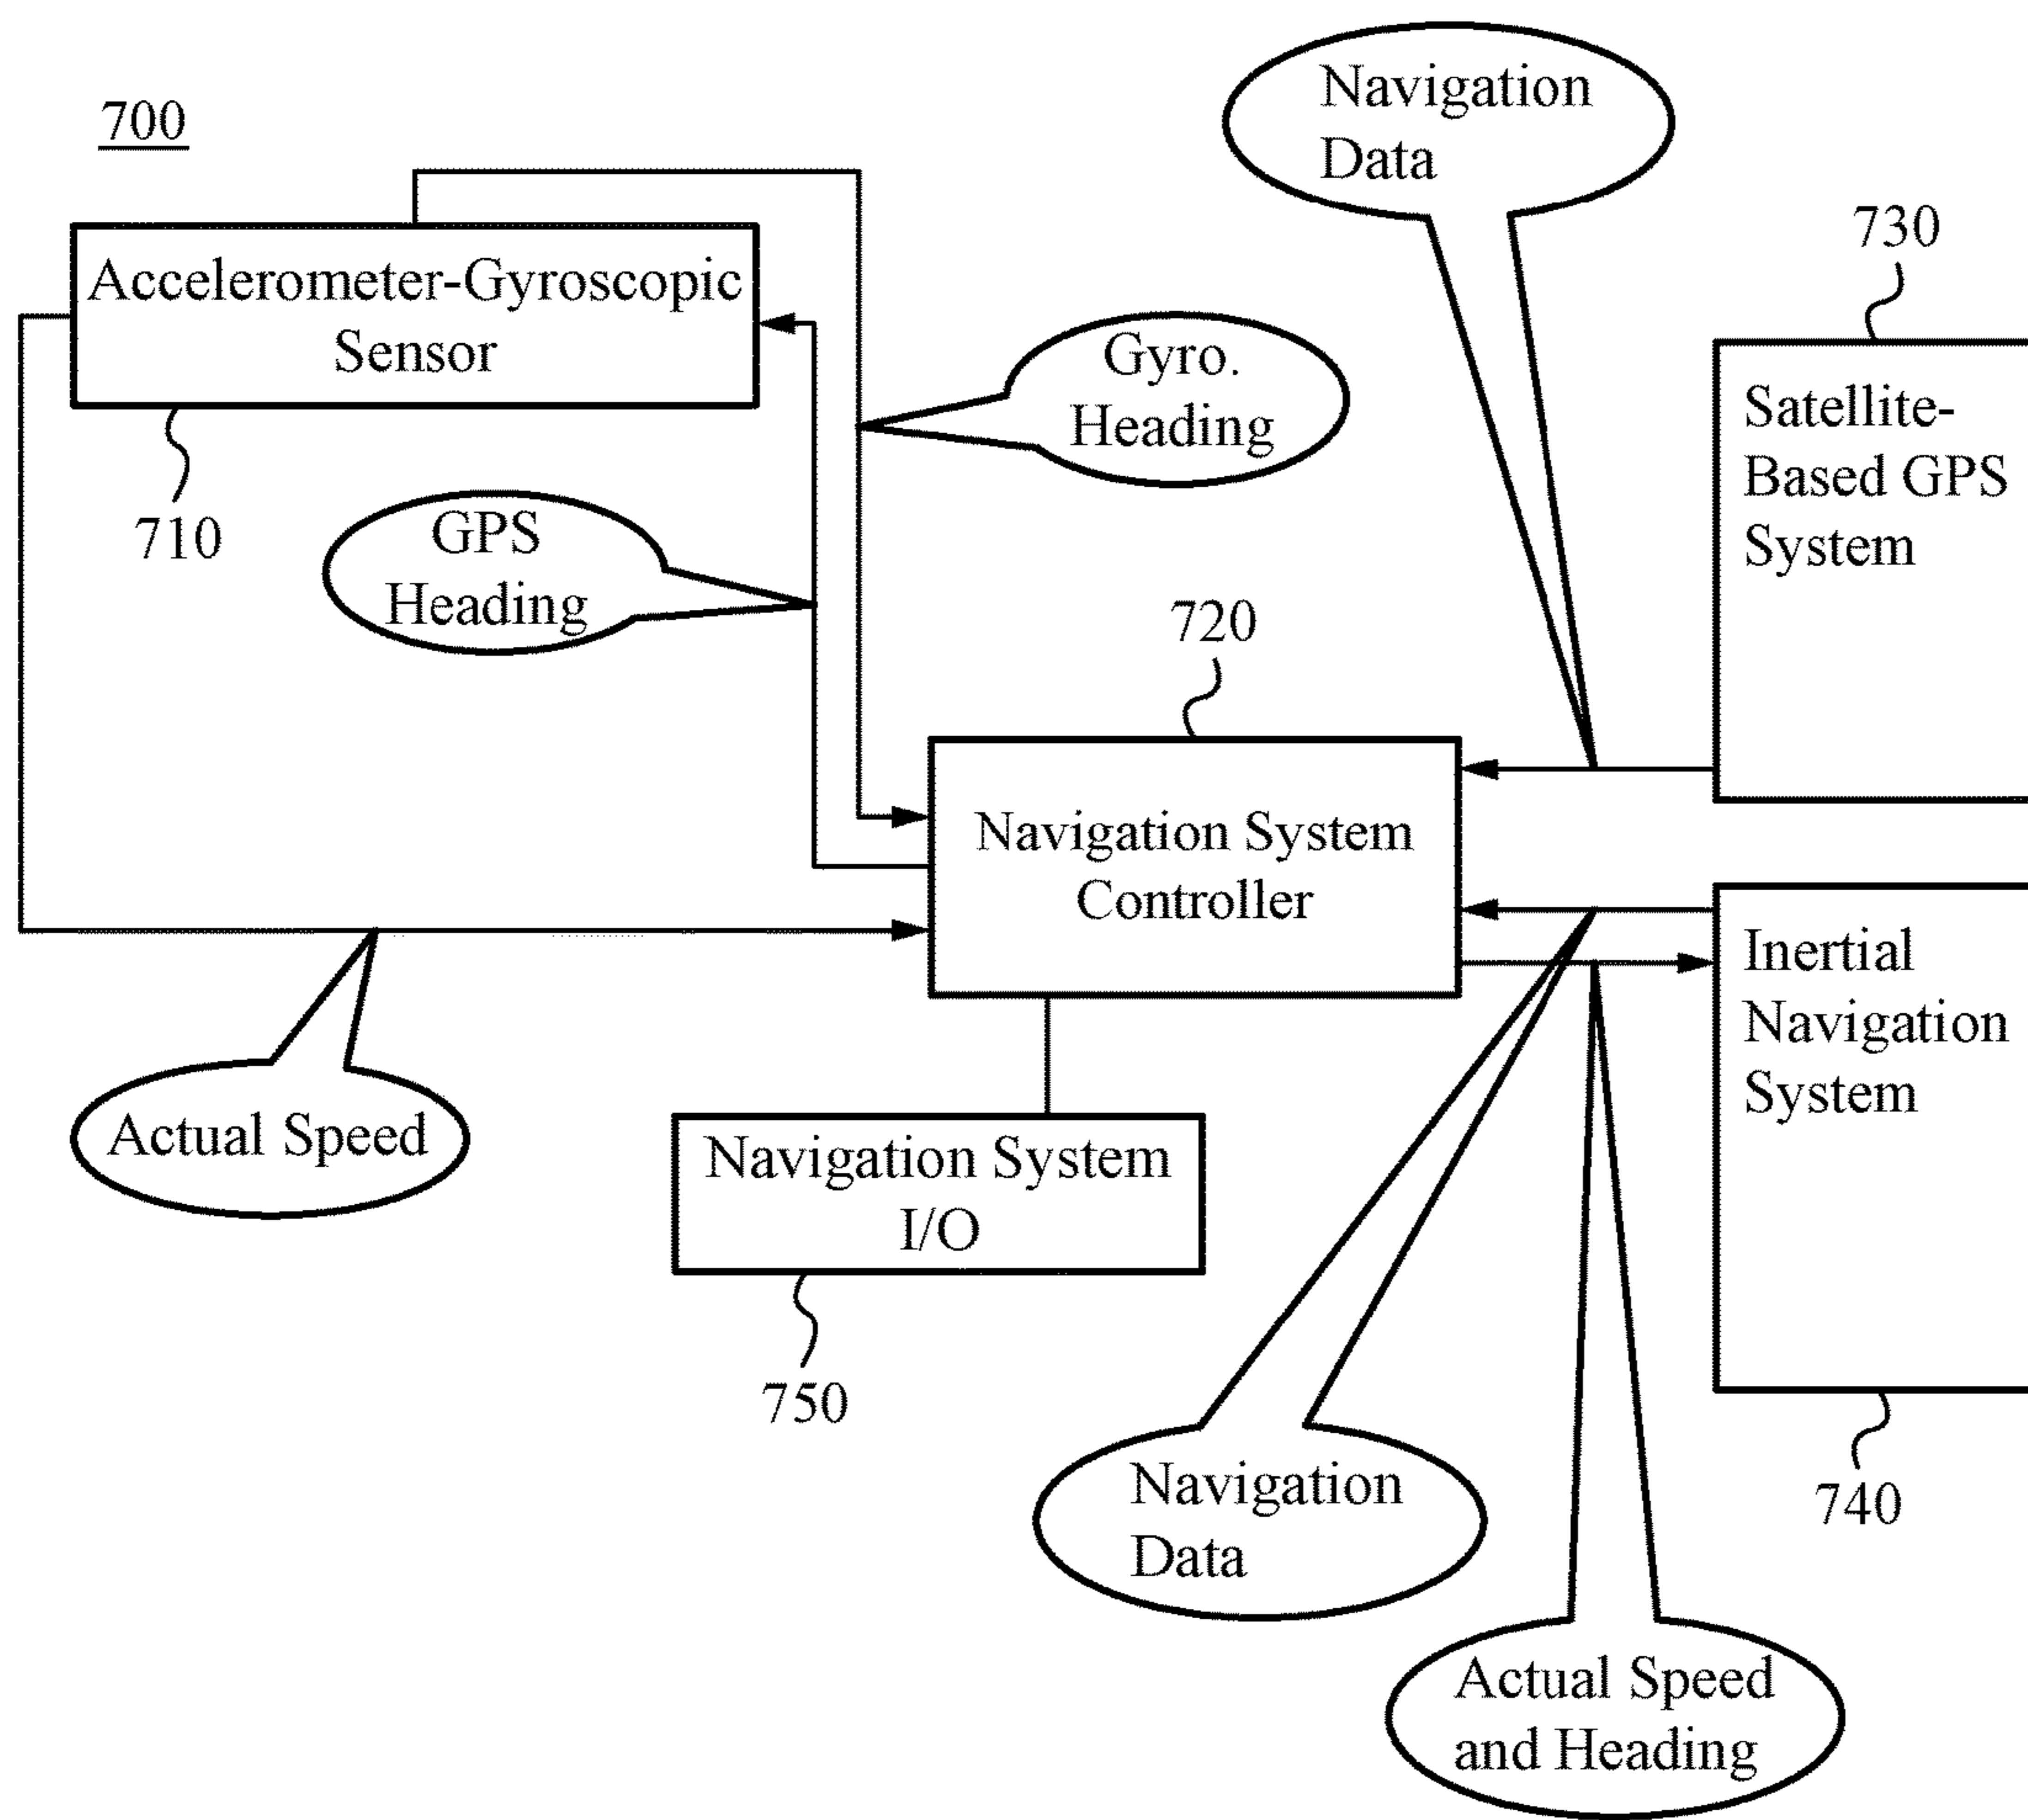 700
Navigation
Data
730
Accelerometer-Gyroscopic
Sensor
Gyro.
Heading
Satellite-
Based GPS
System
710
GPS
Heading
720
Navigation System
Controller
Inertial
Navigation
System
Actual Speed
Navigation System
I/O
750
Navigation
Data
740
Actual Speed
and Heading